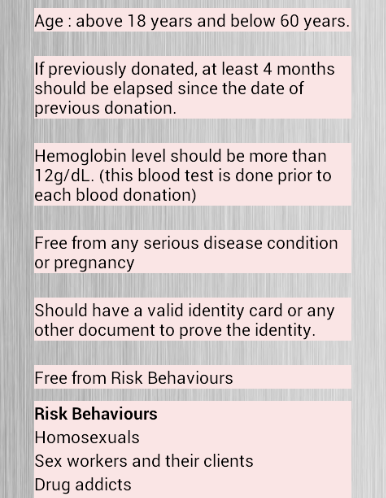 Age : above 18 years and below 60 years.
If previously donated, at least 4 months
should be elapsed since the date of
previous donation.
Hemoglobin level should be more than
12g/dL. (this blood test is done prior to
each blood donation)
Free from any serious disease condition
or pregnancy
Should have a valid identity card or any
other document to prove the identity.
Free from Risk Behaviours
Risk Behaviours
Homosexuals
Sex workers and their clients
Drug addicts